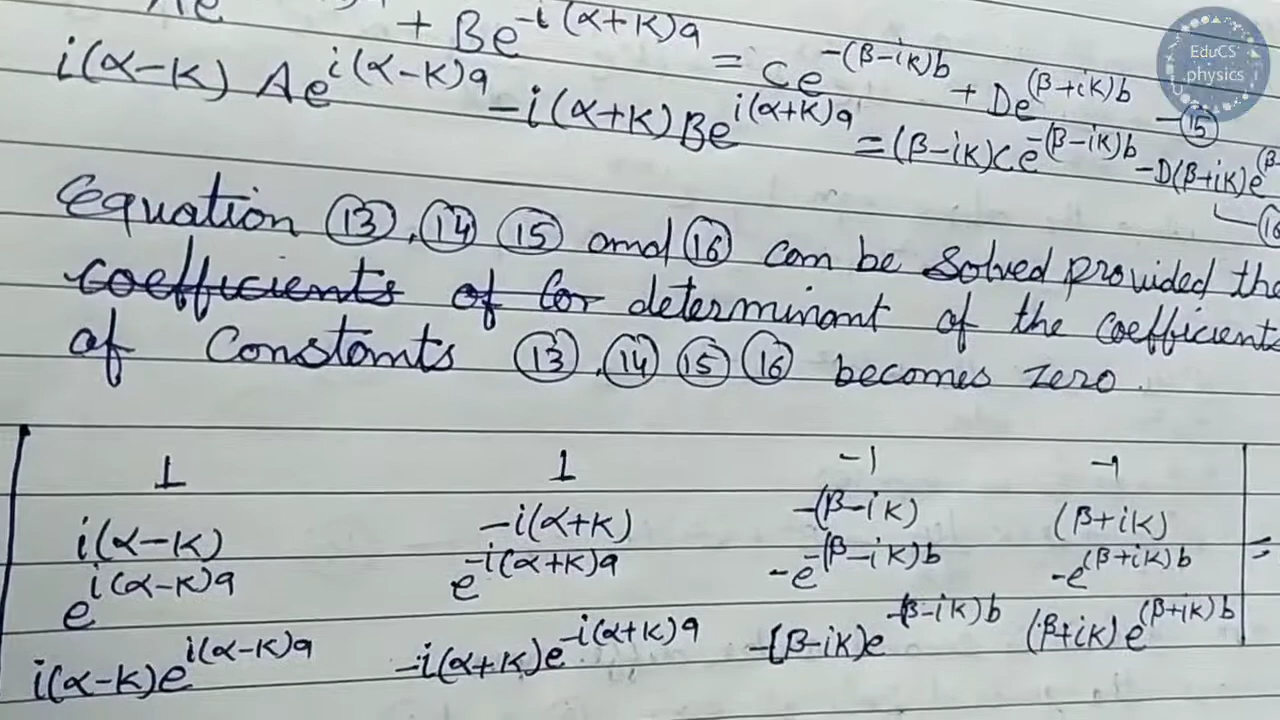 Ae
+ Be^{-i(α+K)a} = Ce^{-(β-iK)b} + De^{(β+iK)b} -⑮
i(α-K) Ae^{i(α-K)a} -i(α+K)Be^{i(α+K)a} = (β-iK)Ce^{-(β-iK)b} -D(β+iK)e^{(β-
Equation ⑬,⑭ ⑮ and ⑯ can be solved provided the
coefficients of for determinant of the coefficients
of Constants ⑬,⑭ ⑮ ⑯ becomes zero.
1 1 -1 -1
i(α-K) -i(α+K) -(β-iK) (β+iK) =
e^{i(α-K)a} e^{-i(α+K)a} -e^{-(β-iK)b} -e^{(β+iK)b}
i(α-K)e^{i(α-K)a} -i(α+K)e^{-i(α+K)a} -(β-iK)e^{-(β-iK)b} (β+iK)e^{(β+iK)b}
EduCS
physics